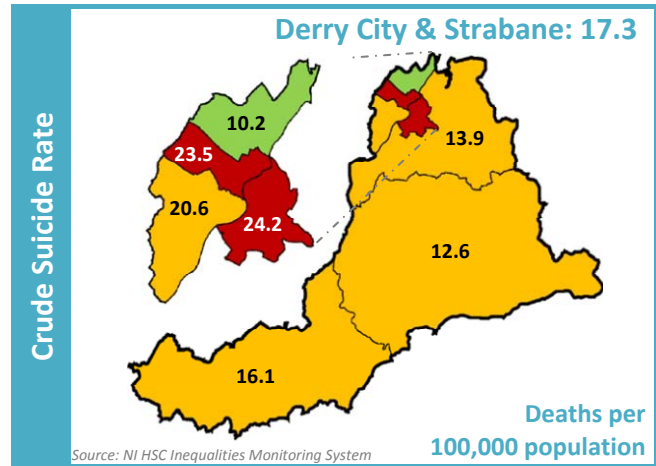 Crude Suicide Rate
Derry City & Strabane: 17.3
10.2
23.5
13.9
20.6
24.2
12.6
16.1
Deaths per
100,000 population
Source: NI HSC Inequalities Monitoring System